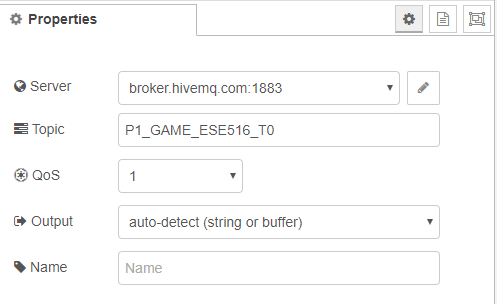 Properties
Server broker.hivemq.com:1883
Topic P1_GAME_ESE516_T0
QoS 1
Output auto-detect (string or buffer)
Name Name